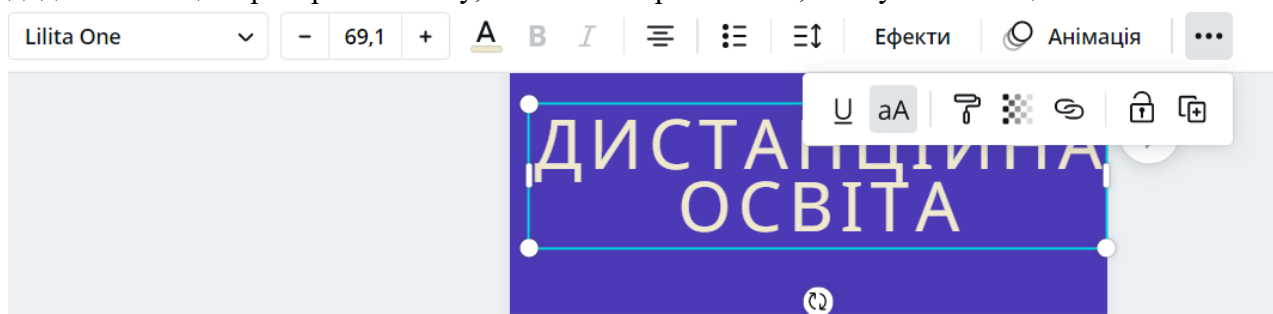 Lilita One
- 69,1 +
A B I
Ефекти
Анімація
U aA
ДИСТАНЦІЙНА
ОСВІТА